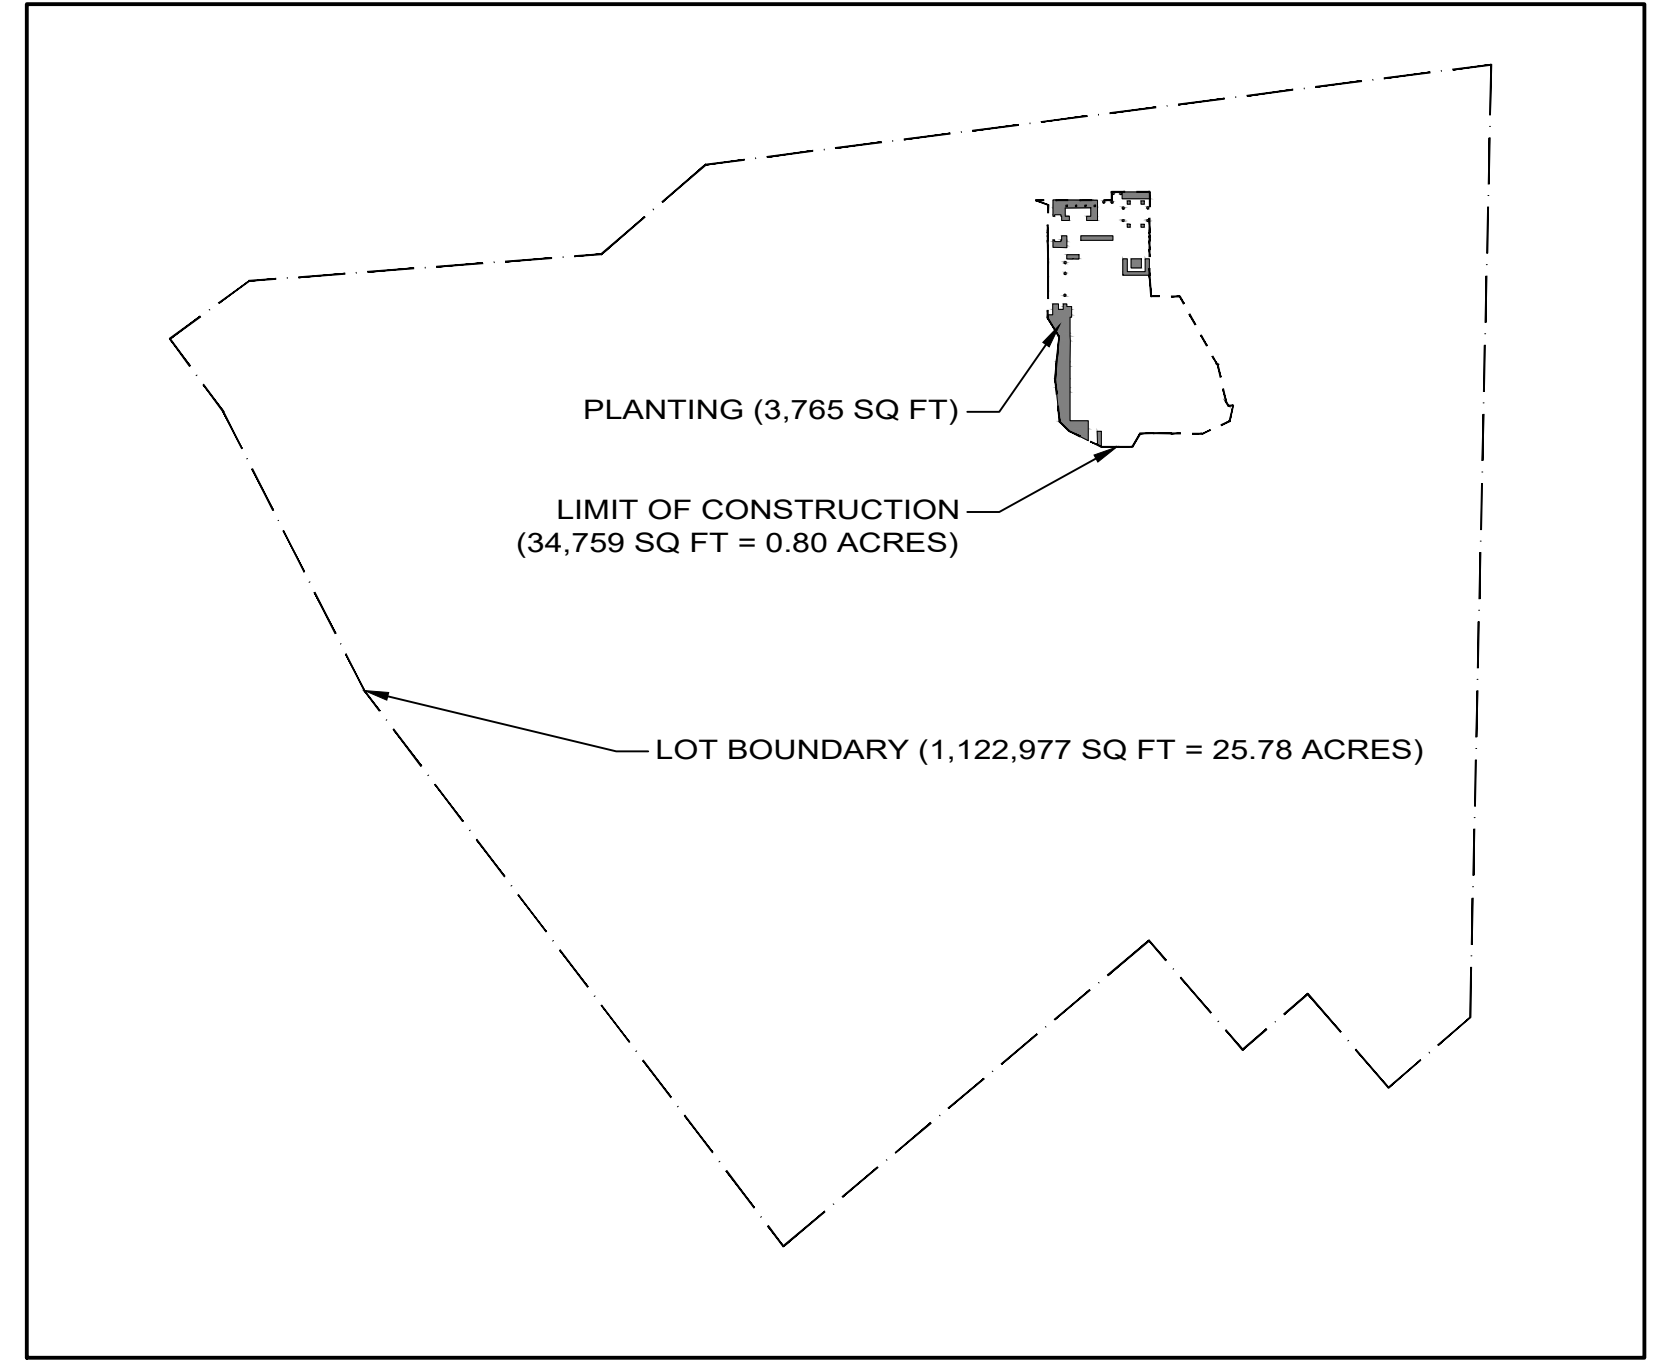 PLANTING (3,765 SQ FT)
LIMIT OF CONSTRUCTION
(34,759 SQ FT = 0.80 ACRES)
LOT BOUNDARY (1,122,977 SQ FT = 25.78 ACRES)